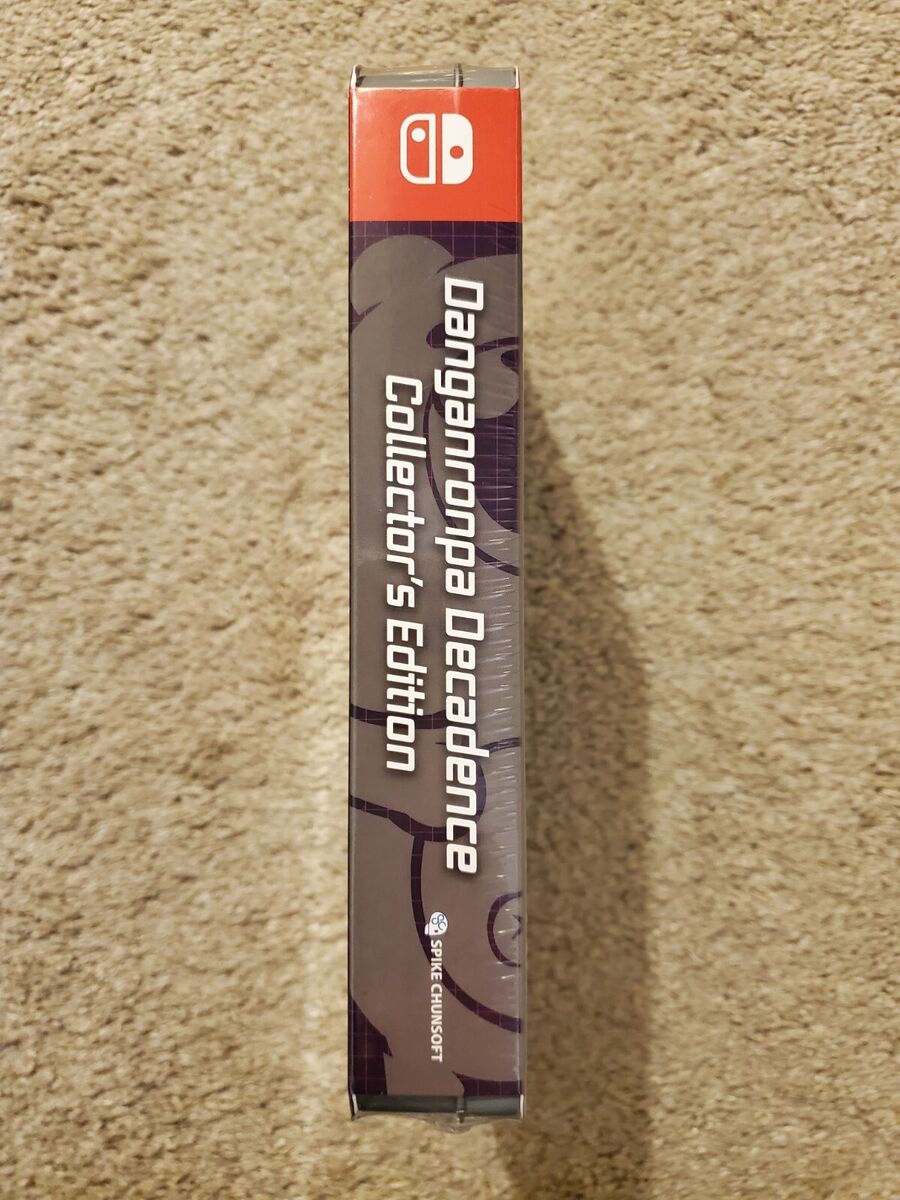 Danganronpa Decadence
Collector's Edition
SPIKE CHUNSOFT